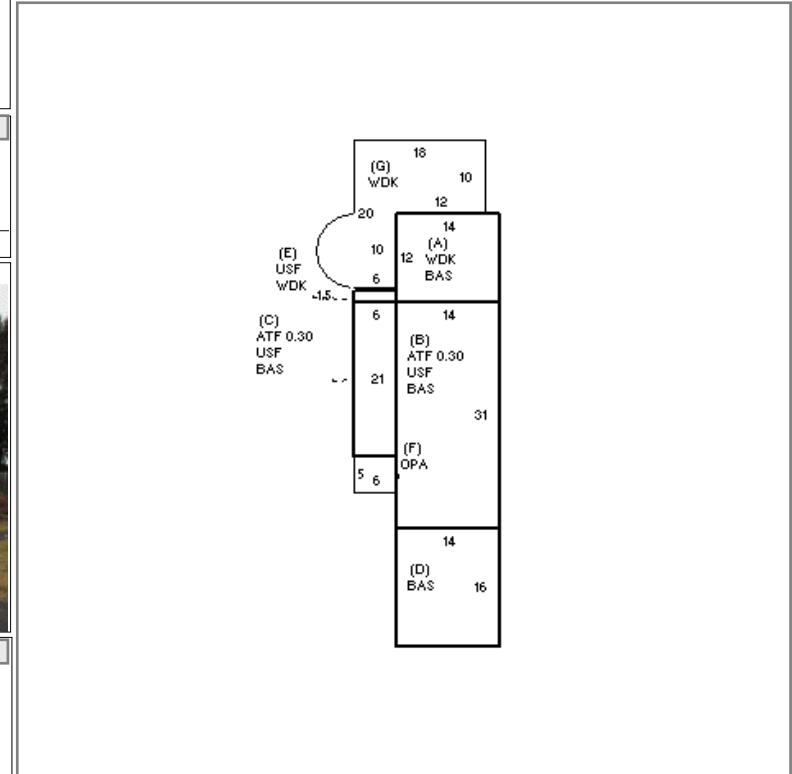 18
(G)
WDK
10
12
20
14
(A)
WDK
BAS
12
10
(E)
USF
WDK
6
1.5
6
14
(C)
ATF 0.30
USF
BAS
(B)
ATF 0.30
USF
BAS
21
31
(F)
OPA
5
6
14
(D)
BAS
16